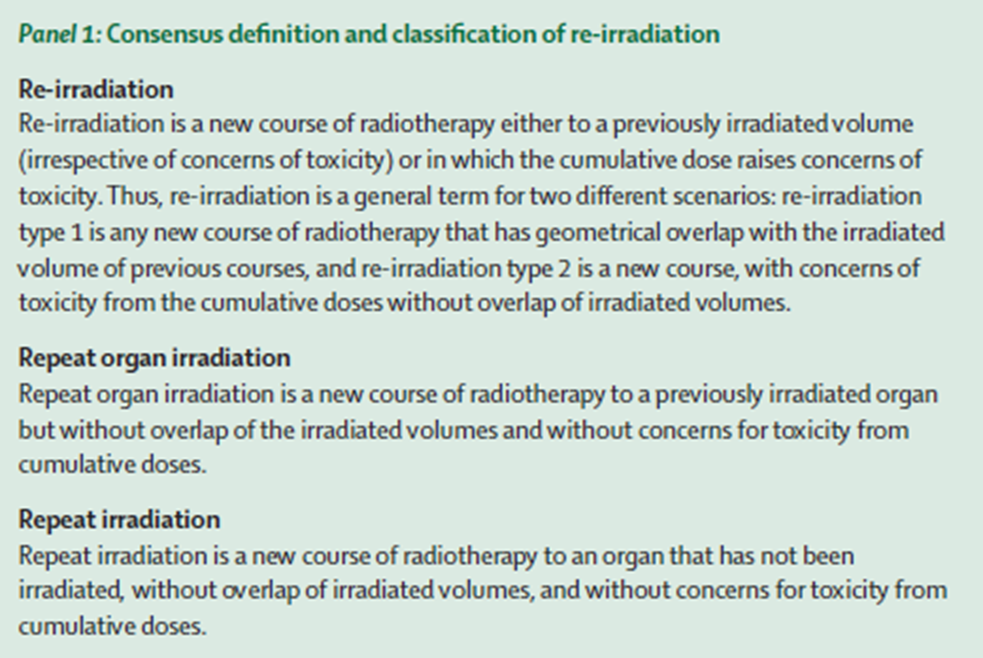 Panel 1: Consensus definition and classification of re-irradiation
Re-irradiation
Re-irradiation is a new course of radiotherapy either to a previously irradiated volume
(irrespective of concerns of toxicity) or in which the cumulative dose raises concerns of
toxicity. Thus, re-irradiation is a general term for two different scenarios: re-irradiation
type 1 is any new course of radiotherapy that has geometrical overlap with the irradiated
volume of previous courses, and re-irradiation type 2 is a new course, with concerns of
toxicity from the cumulative doses without overlap of irradiated volumes.
Repeat organ irradiation
Repeat organ irradiation is a new course of radiotherapy to a previously irradiated organ
but without overlap of the irradiated volumes and without concerns for toxicity from
cumulative doses.
Repeat irradiation
Repeat irradiation is a new course of radiotherapy to an organ that has not been
irradiated, without overlap of irradiated volumes, and without concerns for toxicity from
cumulative doses.